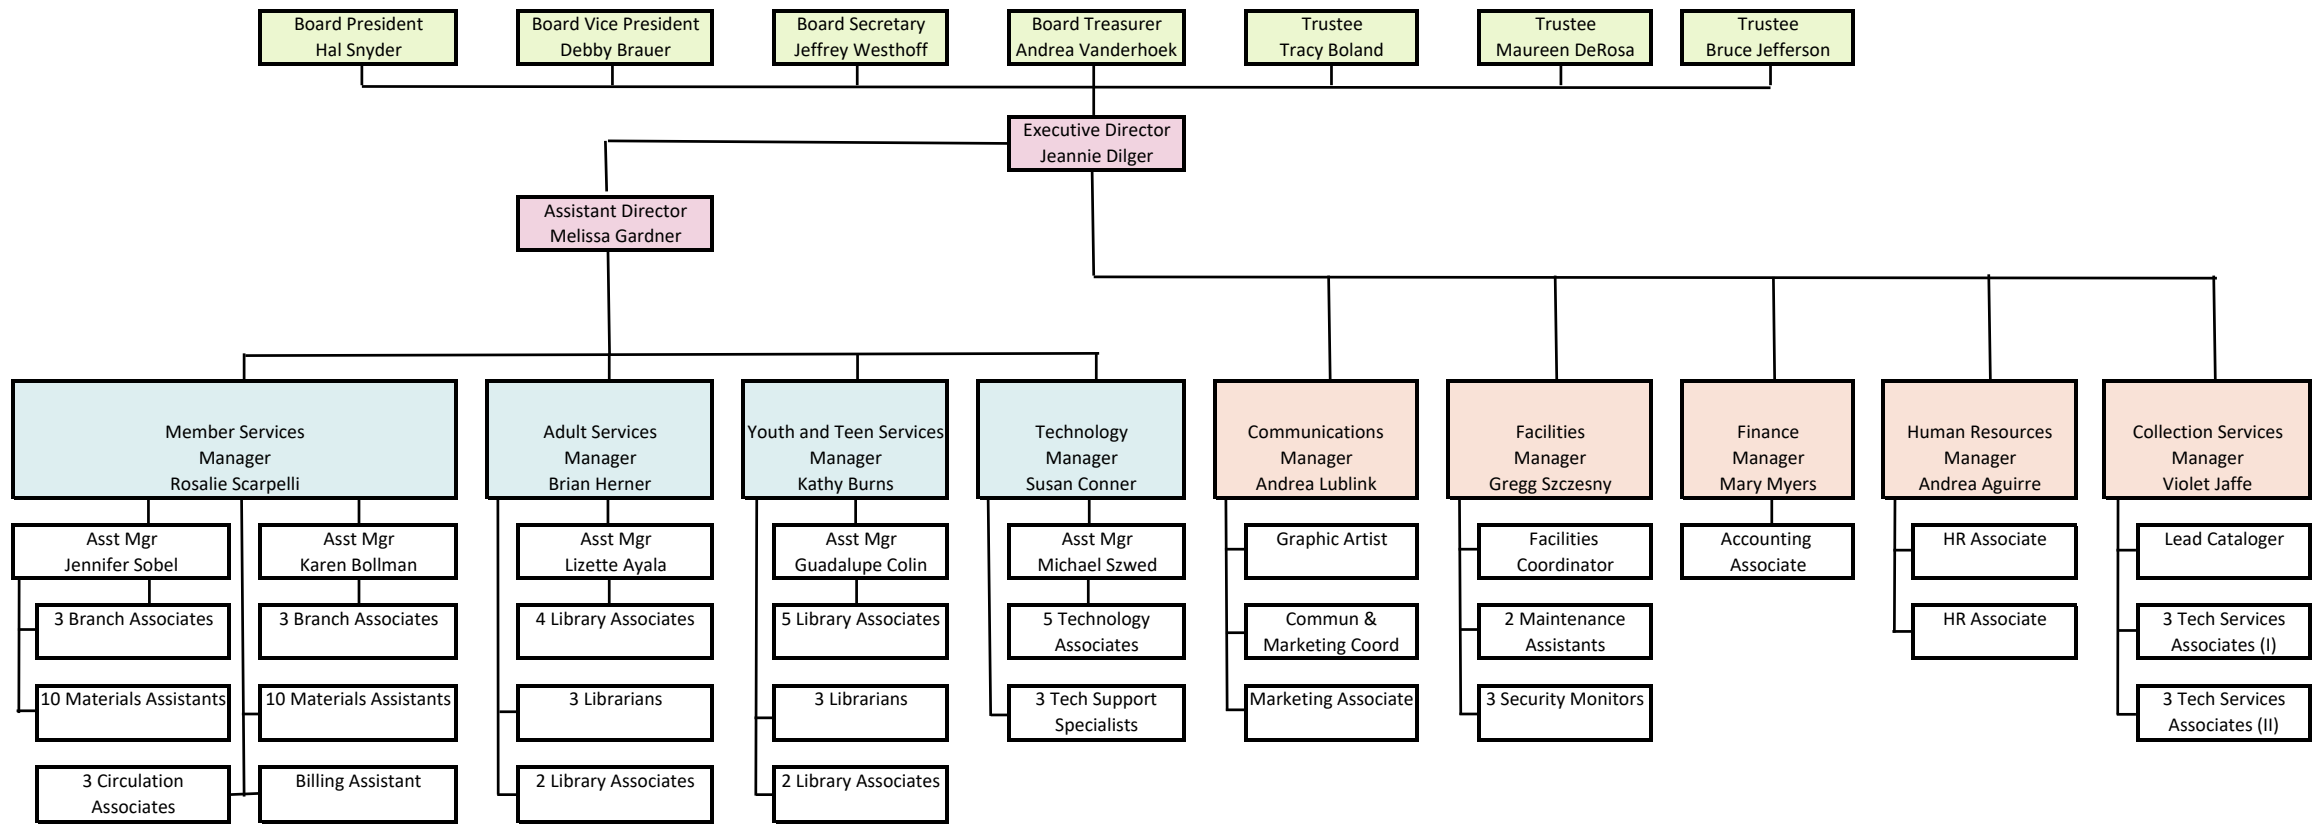 Board President
Hal Snyder
Board Vice President
Debby Brauer
Board Secretary
Jeffrey Westhoff
Board Treasurer
Andrea Vanderhoek
Trustee
Tracy Boland
Trustee
Maureen DeRosa
Trustee
Bruce Jefferson
Executive Director
Jeannie Dilger
Assistant Director
Melissa Gardner
Member Services
Manager
Rosalie Scarpelli
Adult Services
Manager
Brian Herner
Youth and Teen Services
Manager
Kathy Burns
Technology
Manager
Susan Conner
Communications
Manager
Andrea Lublink
Facilities
Manager
Gregg Szczesny
Finance
Manager
Mary Myers
Human Resources
Manager
Andrea Aguirre
Collection Services
Manager
Violet Jaffe
Asst Mgr
Jennifer Sobel
Asst Mgr
Karen Bollman
Asst Mgr
Lizette Ayala
Asst Mgr
Guadalupe Colin
Asst Mgr
Michael Szwed
Graphic Artist
Facilities
Coordinator
Accounting
Associate
HR Associate
Lead Cataloger
3 Branch Associates
3 Branch Associates
4 Library Associates
5 Library Associates
5 Technology
Associates
Commun &
Marketing Coord
2 Maintenance
Assistants
HR Associate
3 Tech Services
Associates (I)
10 Materials Assistants
10 Materials Assistants
3 Librarians
3 Librarians
3 Tech Support
Specialists
Marketing Associate
3 Security Monitors
3 Tech Services
Associates (II)
3 Circulation
Associates
Billing Assistant
2 Library Associates
2 Library Associates